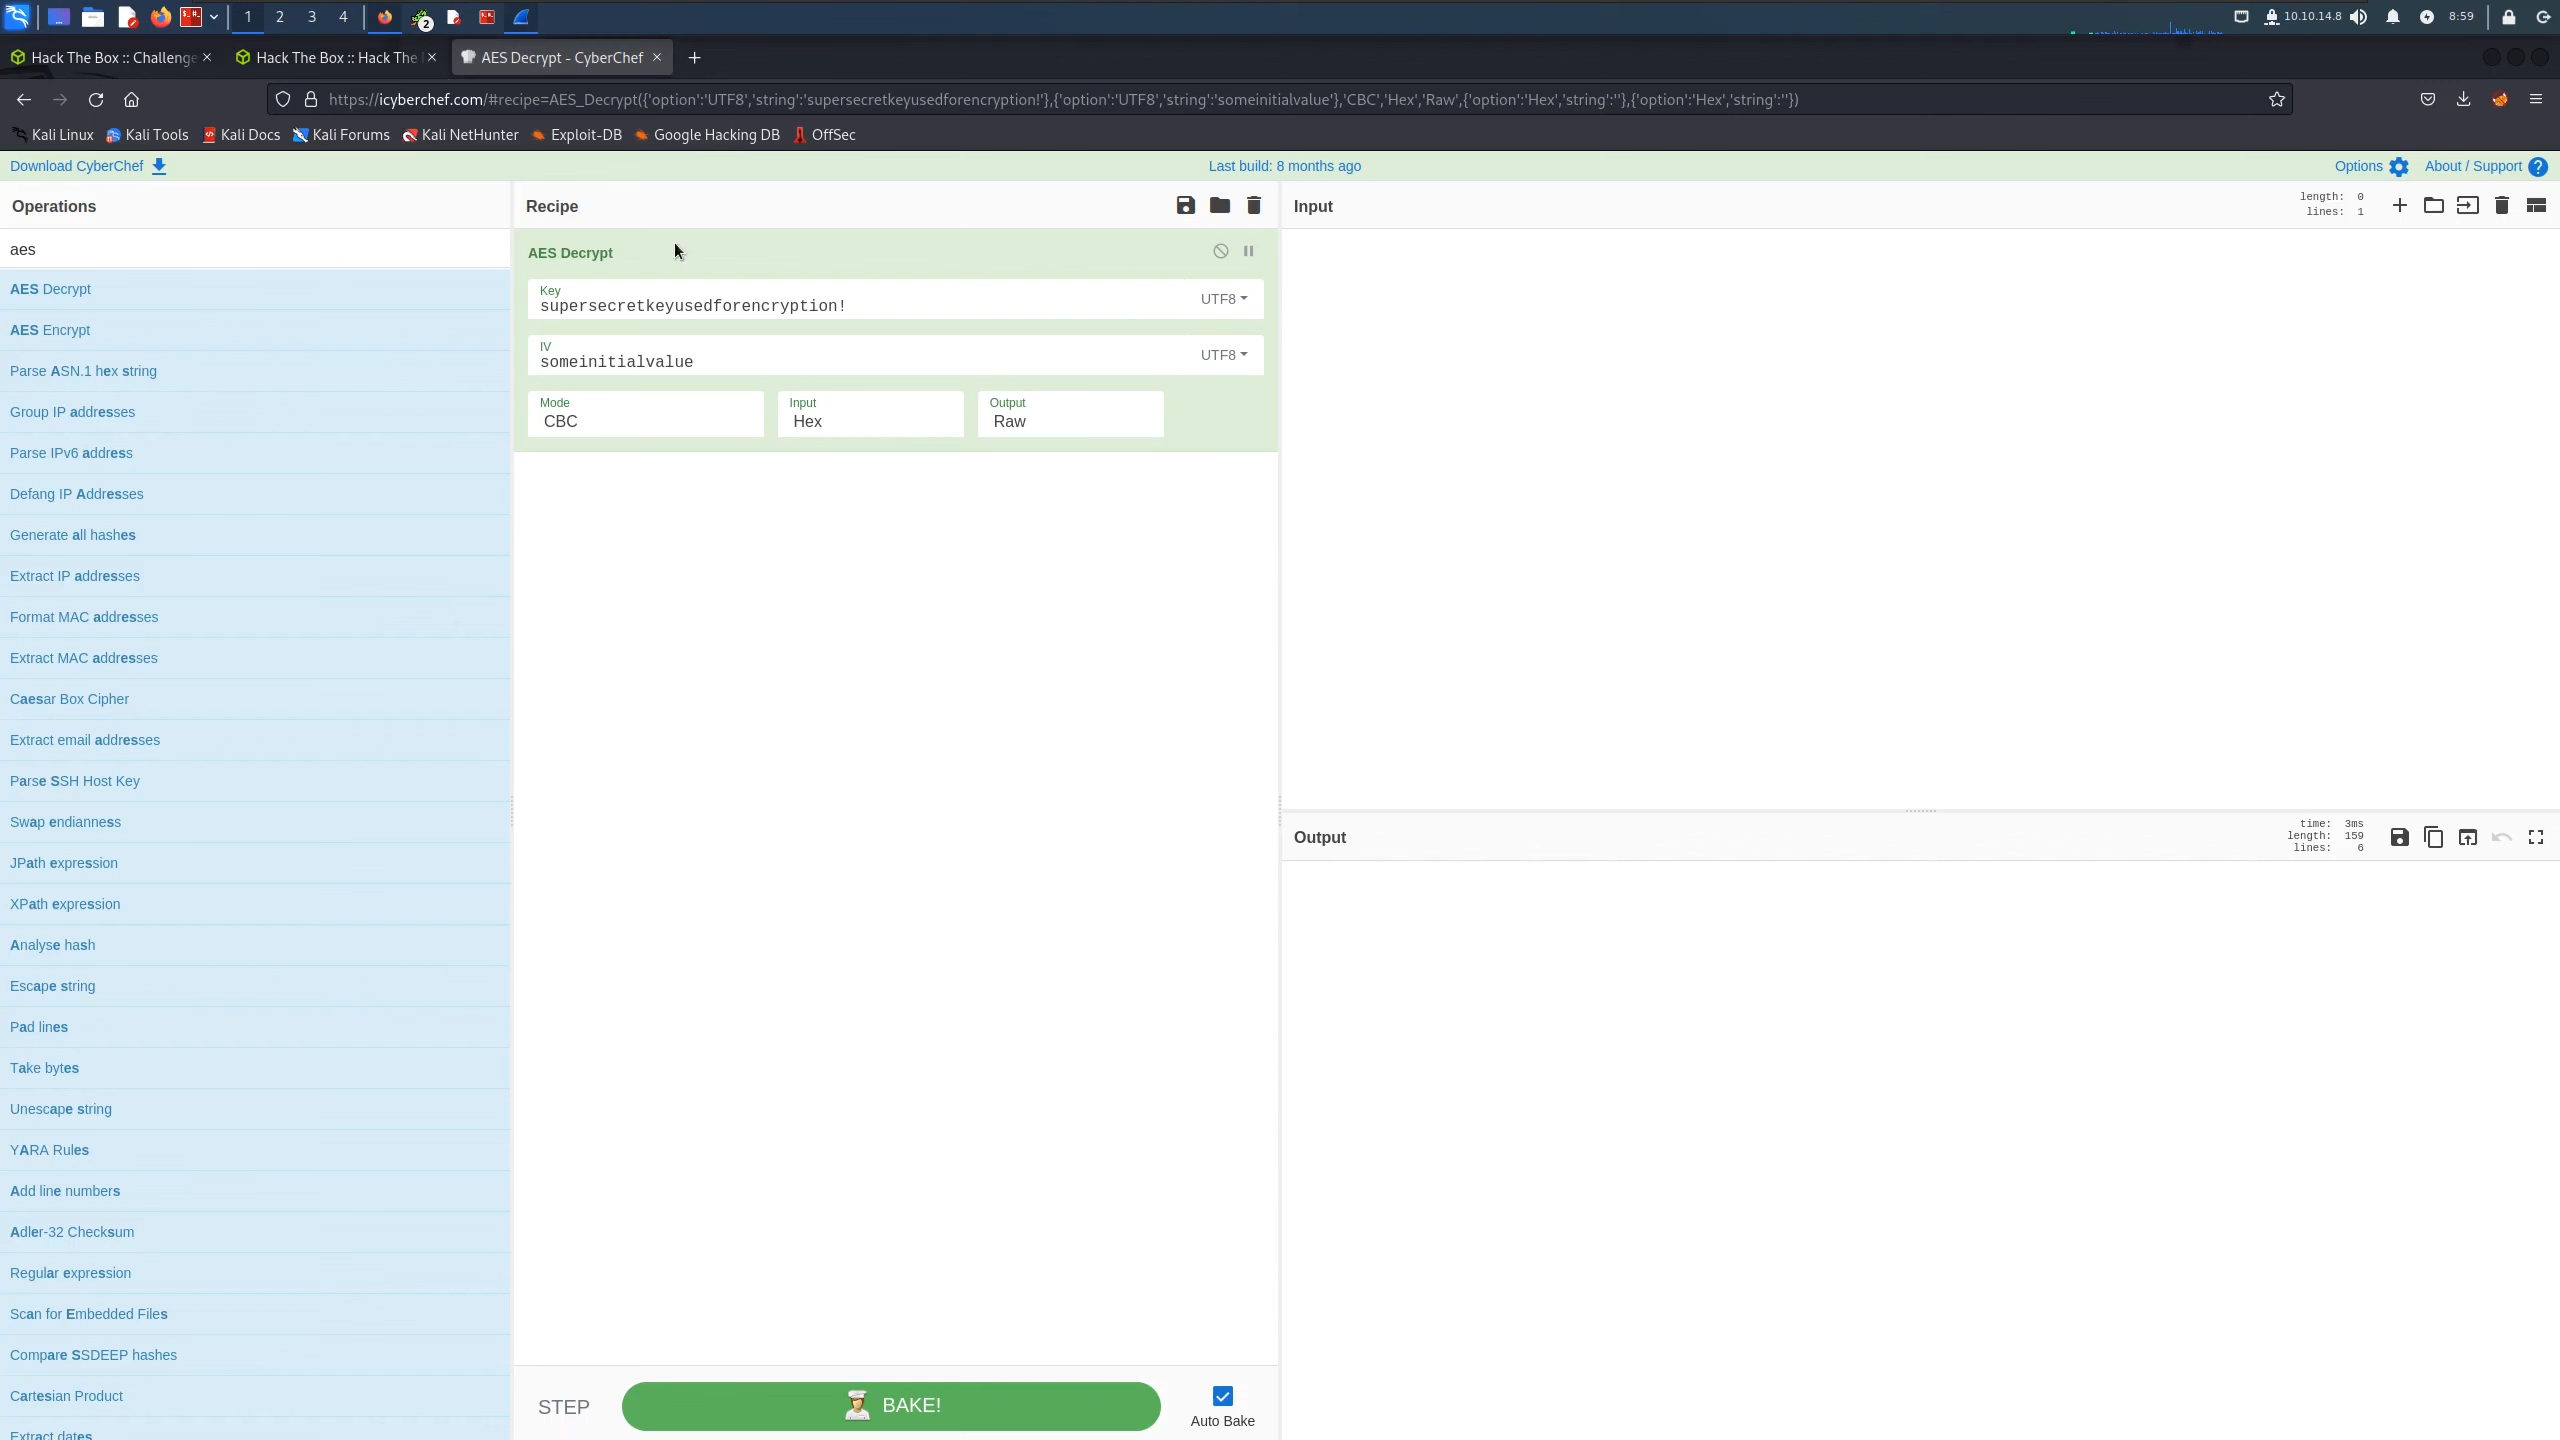 1 2 3 4 2 10.10.14.8 8:59
Hack The Box :: Challenge Hack The Box :: Hack The AES Decrypt - CyberChef
https://icyberchef.com/#recipe=AES_Decrypt({'option':'UTF8','string':'supersecretkeyusedforencryption!'},{'option':'UTF8','string':'someinitialvalue'},'CBC','Hex','Raw',{'option':'Hex','string':''},{'option':'Hex','string':''})
Kali Linux Kali Tools Kali Docs Kali Forums Kali NetHunter Exploit-DB Google Hacking DB OffSec
Download CyberChef Last build: 8 months ago Options About / Support
Operations
aes
AES Decrypt
AES Encrypt
Parse ASN.1 hex string
Group IP addresses
Parse IPv6 address
Defang IP Addresses
Generate all hashes
Extract IP addresses
Format MAC addresses
Extract MAC addresses
Caesar Box Cipher
Extract email addresses
Parse SSH Host Key
Swap endianness
JPath expression
XPath expression
Analyse hash
Escape string
Pad lines
Take bytes
Unescape string
YARA Rules
Add line numbers
Adler-32 Checksum
Regular expression
Scan for Embedded Files
Compare SSDEEP hashes
Cartesian Product
Extract dates
Recipe
AES Decrypt
Key
supersecretkeyusedforencryption! UTF8
IV
someinitialvalue UTF8
Mode Input Output
CBC Hex Raw
STEP BAKE! Auto Bake
Input
length: 0
lines: 1
Output
time: 3ms
length: 159
lines: 6